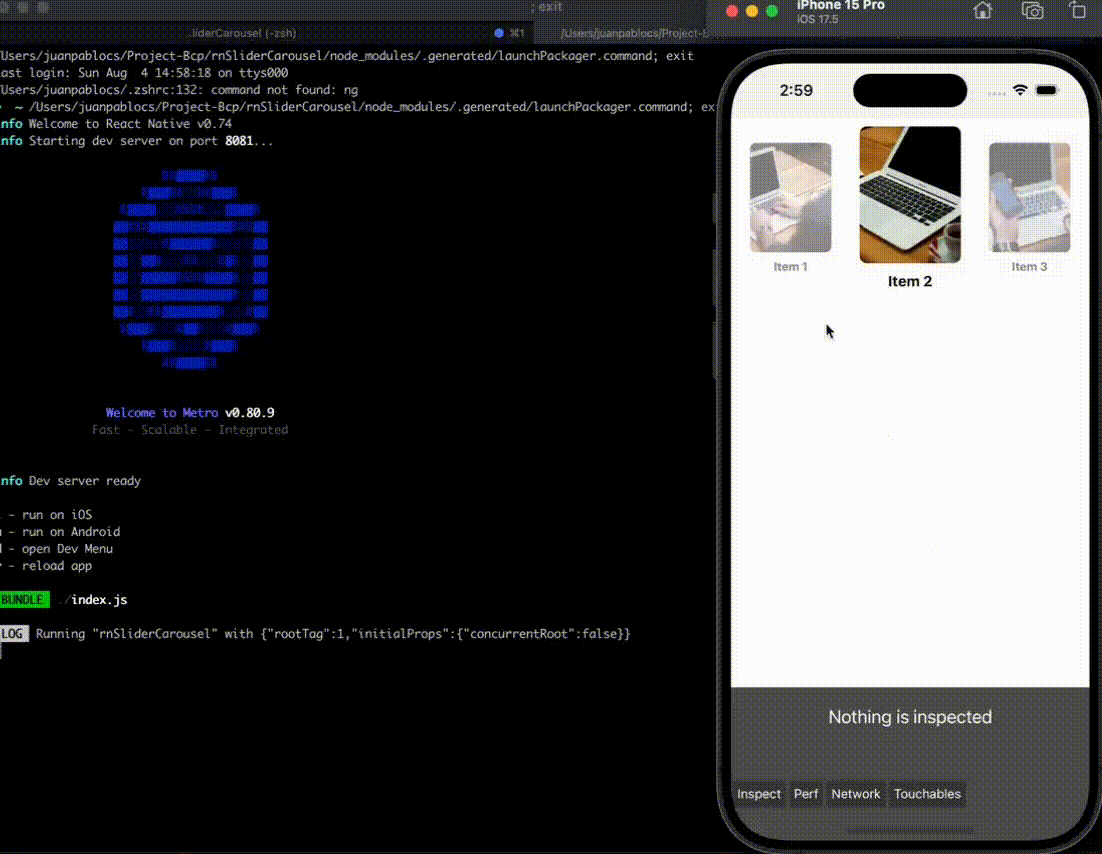 ; exit
..liderCarousel (-zsh)
⌘1
/Users/juanpablocs/Project-B
/Users/juanpablocs/Project-Bcp/rnSliderCarousel/node_modules/.generated/launchPackager.command; exit
ast login: Sun Aug  4 14:58:18 on ttys000
/Users/juanpablocs/.zshrc:132: command not found: ng
~ /Users/juanpablocs/Project-Bcp/rnSliderCarousel/node_modules/.generated/launchPackager.command; ex
nfo Welcome to React Native v0.74
nfo Starting dev server on port 8081...
Welcome to Metro v0.80.9
Fast - Scalable - Integrated
nfo Dev server ready
- run on iOS
- run on Android
- open Dev Menu
- reload app
BUNDLE ./index.js
LOG Running "rnSliderCarousel" with {"rootTag":1,"initialProps":{"concurrentRoot":false}}
iPhone 15 Pro
iOS 17.5
2:59
Item 1
Item 2
Item 3
Nothing is inspected
Inspect
Perf
Network
Touchables